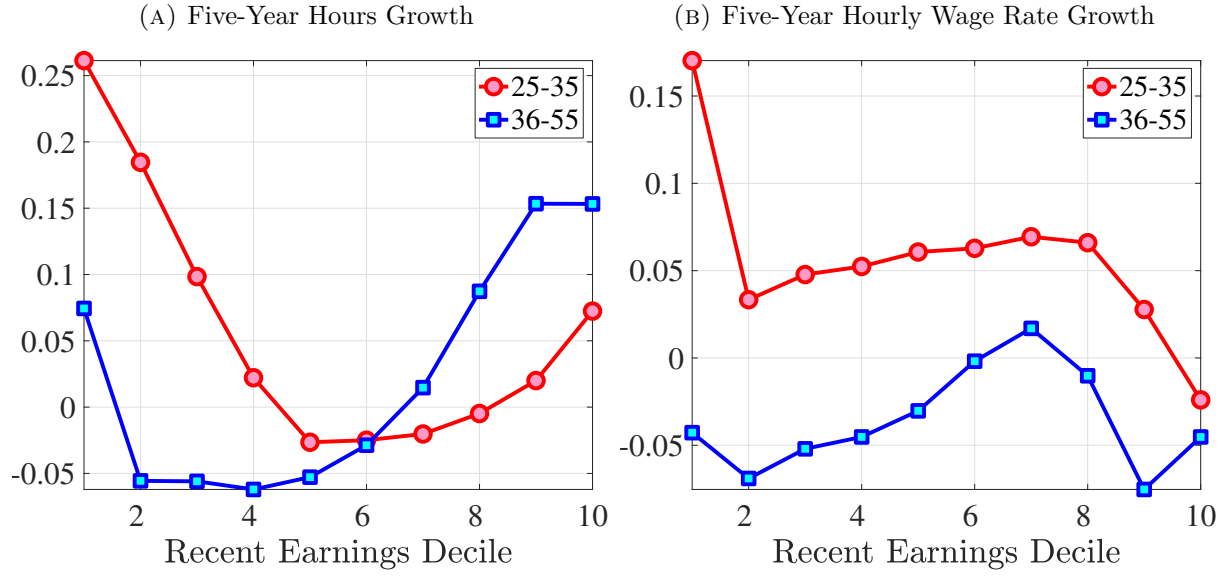 (A) Five-Year Hours Growth
0.25
0.2
0.15
0.1
0.05
0
-0.05
2 4 6 8 10
Recent Earnings Decile
25-35
36-55
(B) Five-Year Hourly Wage Rate Growth
0.15
0.1
0.05
0
-0.05
2 4 6 8 10
Recent Earnings Decile
25-35
36-55